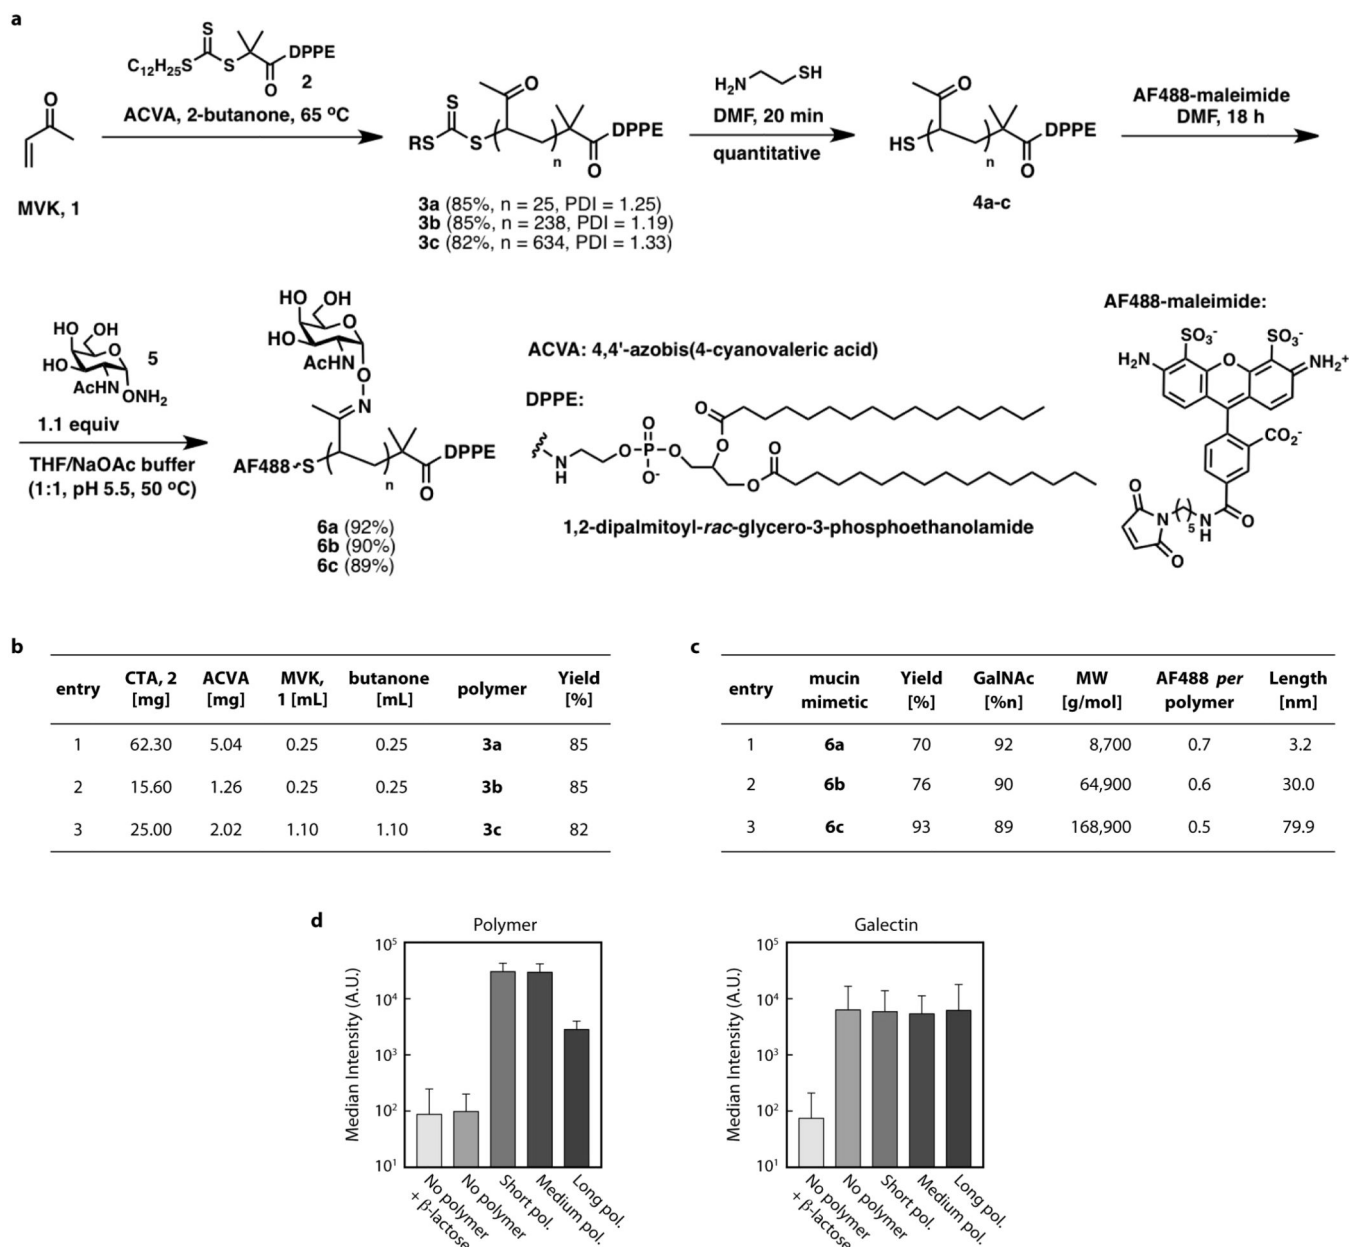 a
S
C12H25S
S
DPPE
O
2
O
ACVA, 2-butanone, 65 ºC
MVK, 1
O
S
RS
S
n
O
DPPE
3a (85%, n = 25, PDI = 1.25)
3b (85%, n = 238, PDI = 1.19)
3c (82%, n = 634, PDI = 1.33)
H2N
SH
DMF, 20 min
quantitative
O
HS
n
O
DPPE
4a-c
AF488-maleimide
DMF, 18 h
HO
OH
O
5
HO
AcHN
ONH2
1.1 equiv
THF/NaOAc buffer
(1:1, pH 5.5, 50 ºC)
HO
OH
O
HO
AcHN
O
N
AF488
S
n
O
DPPE
6a (92%)
6b (90%)
6c (89%)
ACVA: 4,4'-azobis(4-cyanovaleric acid)
DPPE:
N
H
O
O
P
O-
O
O
O
O
O
1,2-dipalmitoyl-rac-glycero-3-phosphoethanolamide
AF488-maleimide:
SO3-
SO3-
H2N
O
NH2+
CO2-
O
N
5
N
H
O
O
b
entry CTA, 2 [mg] ACVA [mg] MVK, 1 [mL] butanone [mL] polymer Yield [%]
1 62.30 5.04 0.25 0.25 3a 85
2 15.60 1.26 0.25 0.25 3b 85
3 25.00 2.02 1.10 1.10 3c 82
c
entry mucin mimetic Yield [%] GalNAc [%n] MW [g/mol] AF488 per polymer Length [nm]
1 6a 70 92 8,700 0.7 3.2
2 6b 76 90 64,900 0.6 30.0
3 6c 93 89 168,900 0.5 79.9
d
Polymer
Median Intensity (A.U.)
10^5
10^4
10^3
10^2
10^1
No polymer + β-lactose
No polymer
Short pol.
Medium pol.
Long pol.
Galectin
Median Intensity (A.U.)
10^5
10^4
10^3
10^2
10^1
No polymer + β-lactose
No polymer
Short pol.
Medium pol.
Long pol.